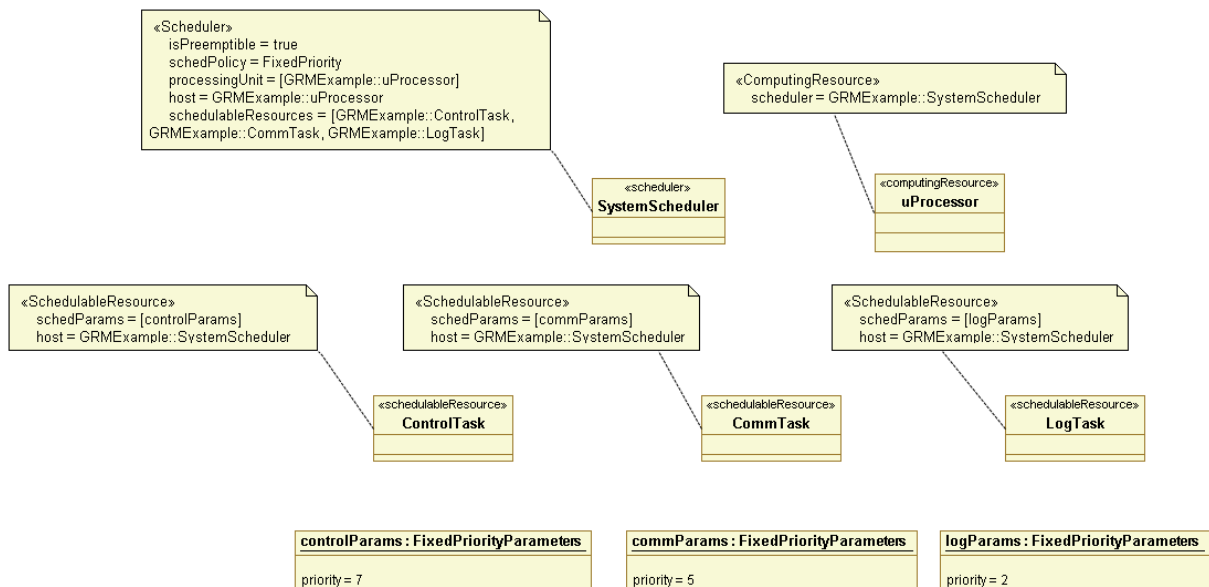 «Scheduler»
isPreemptible = true
schedPolicy = FixedPriority
processingUnit = [GRMExample::uProcessor]
host = GRMExample::uProcessor
schedulableResources = [GRMExample::ControlTask,
GRMExample::CommTask, GRMExample::LogTask]
«ComputingResource»
scheduler = GRMExample::SystemScheduler
«scheduler»
SystemScheduler
«computingResource»
uProcessor
«SchedulableResource»
schedParams = [controlParams]
host = GRMExample::SystemScheduler
«SchedulableResource»
schedParams = [commParams]
host = GRMExample::SystemScheduler
«SchedulableResource»
schedParams = [logParams]
host = GRMExample::SystemScheduler
«schedulableResource»
ControlTask
«schedulableResource»
CommTask
«schedulableResource»
LogTask
controlParams : FixedPriorityParameters
priority = 7
commParams : FixedPriorityParameters
priority = 5
logParams : FixedPriorityParameters
priority = 2